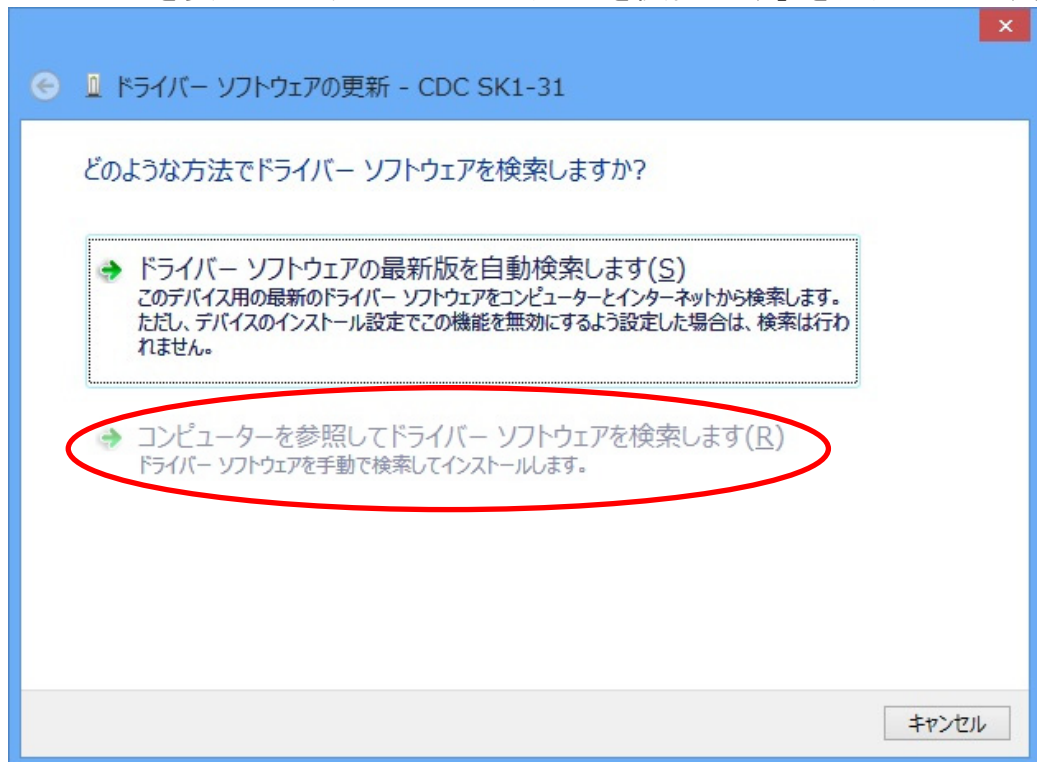 ドライバー ソフトウェアの更新 - CDC SK1-31
どのような方法でドライバー ソフトウェアを検索しますか?
ドライバー ソフトウェアの最新版を自動検索します(S)
このデバイス用の最新のドライバー ソフトウェアをコンピューターとインターネットから検索します。
ただし、デバイスのインストール設定でこの機能を無効にするよう設定した場合は、検索は行わ
れません。
コンピューターを参照してドライバー ソフトウェアを検索します(R)
ドライバー ソフトウェアを手動で検索してインストールします。
キャンセル